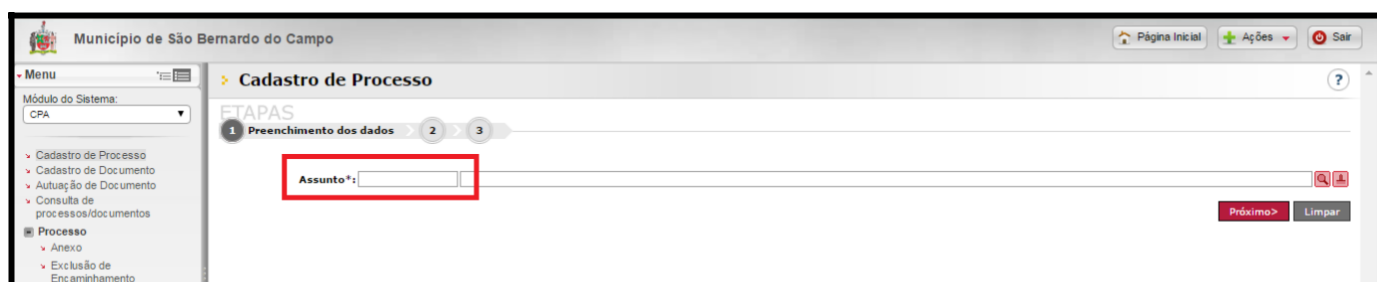 Município de São Bernardo do Campo
Página Inicial
Ações
Sair
Menu
Módulo do Sistema:
CPA
Cadastro de Processo
Cadastro de Documento
Autuação de Documento
Consulta de
processos/documentos
Processo
Anexo
Exclusão de
Encaminhamento
Cadastro de Processo
?
ETAPAS
1 Preenchimento dos dados 2 3
Assunto*:
Próximo> Limpar